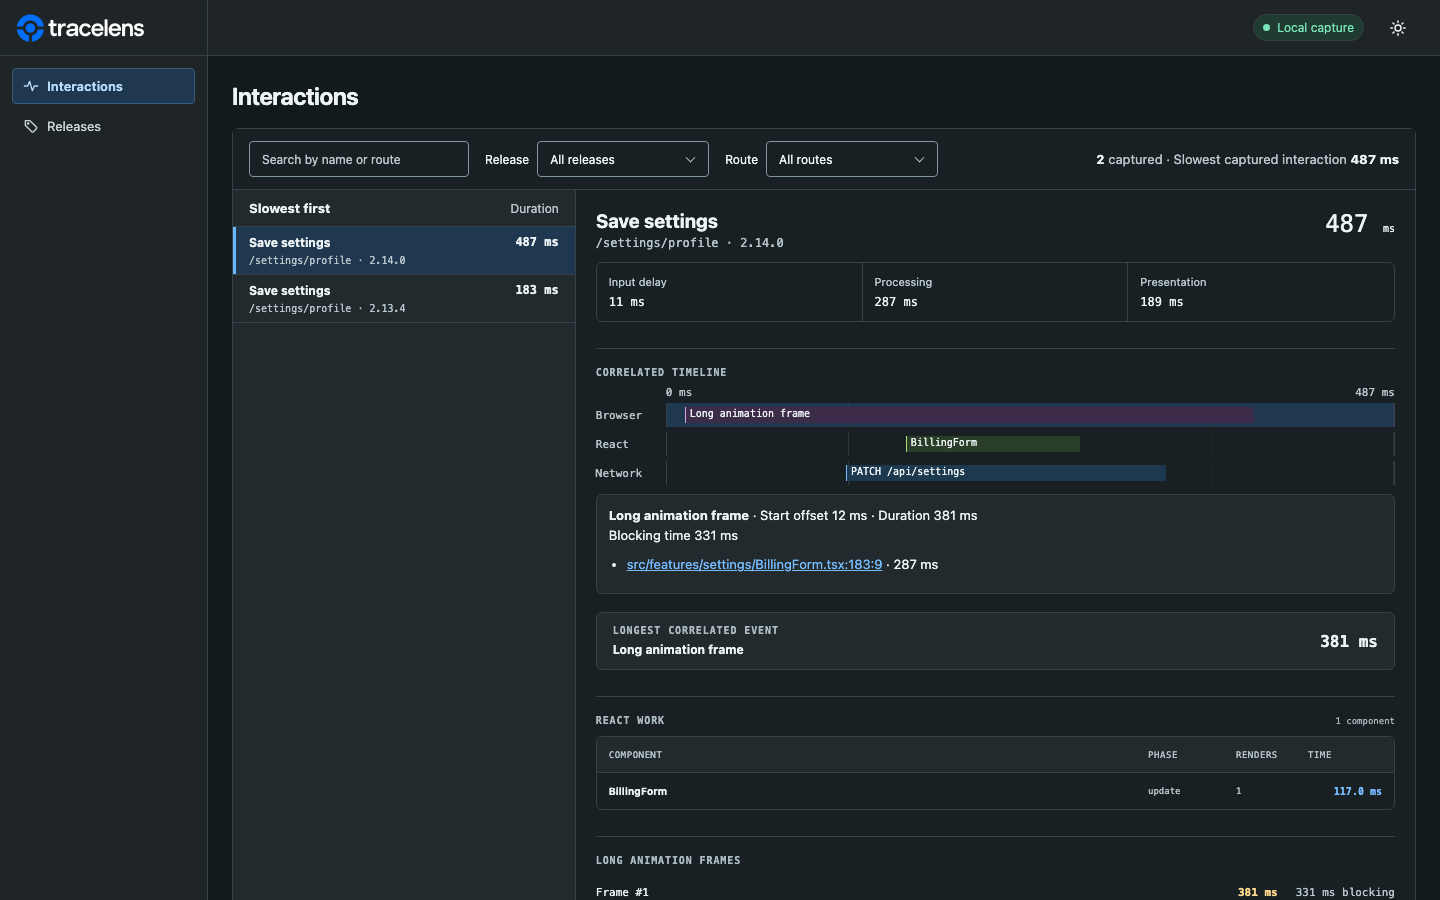 tracelens
Local capture
Interactions
Releases
Interactions
Search by name or route
Release
All releases
Route
All routes
2 captured · Slowest captured interaction 487 ms
Slowest first
Duration
Save settings
487 ms
/settings/profile · 2.14.0
Save settings
183 ms
/settings/profile · 2.13.4
Save settings
487 ms
/settings/profile · 2.14.0
Input delay
11 ms
Processing
287 ms
Presentation
189 ms
CORRELATED TIMELINE
0 ms
487 ms
Browser
Long animation frame
React
BillingForm
Network
PATCH /api/settings
Long animation frame · Start offset 12 ms · Duration 381 ms
Blocking time 331 ms
• src/features/settings/BillingForm.tsx:183:9 · 287 ms
LONGEST CORRELATED EVENT
Long animation frame
381 ms
REACT WORK
1 component
COMPONENT
PHASE
RENDERS
TIME
BillingForm
update
1
117.0 ms
LONG ANIMATION FRAMES
Frame #1
381 ms
331 ms blocking